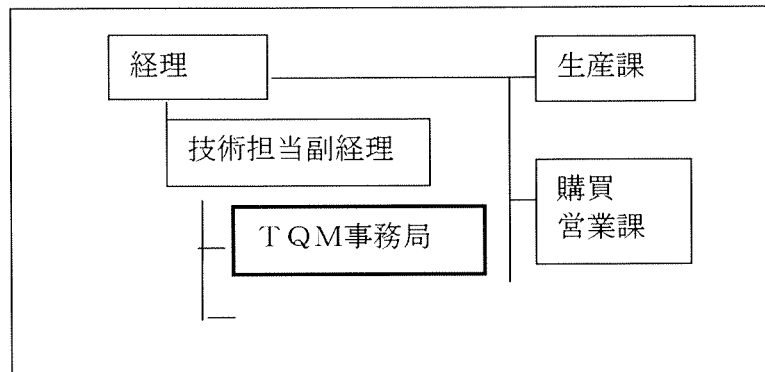 経理
生産課
技術担当副経理
購買
営業課
ＴＱＭ事務局